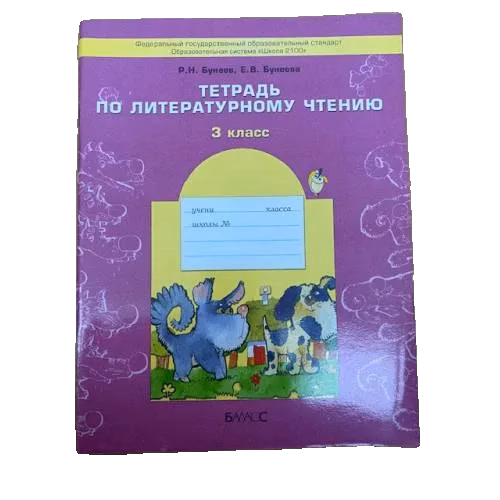 Федеральный государственный образовательный стандарт
Образовательная система «Школа 2100»
Р.Н. Бунеев, Е.В. Бунеева
ТЕТРАДЬ
ПО ЛИТЕРАТУРНОМУ ЧТЕНИЮ
3 класс
учени класса
школы №
БАЛАСС